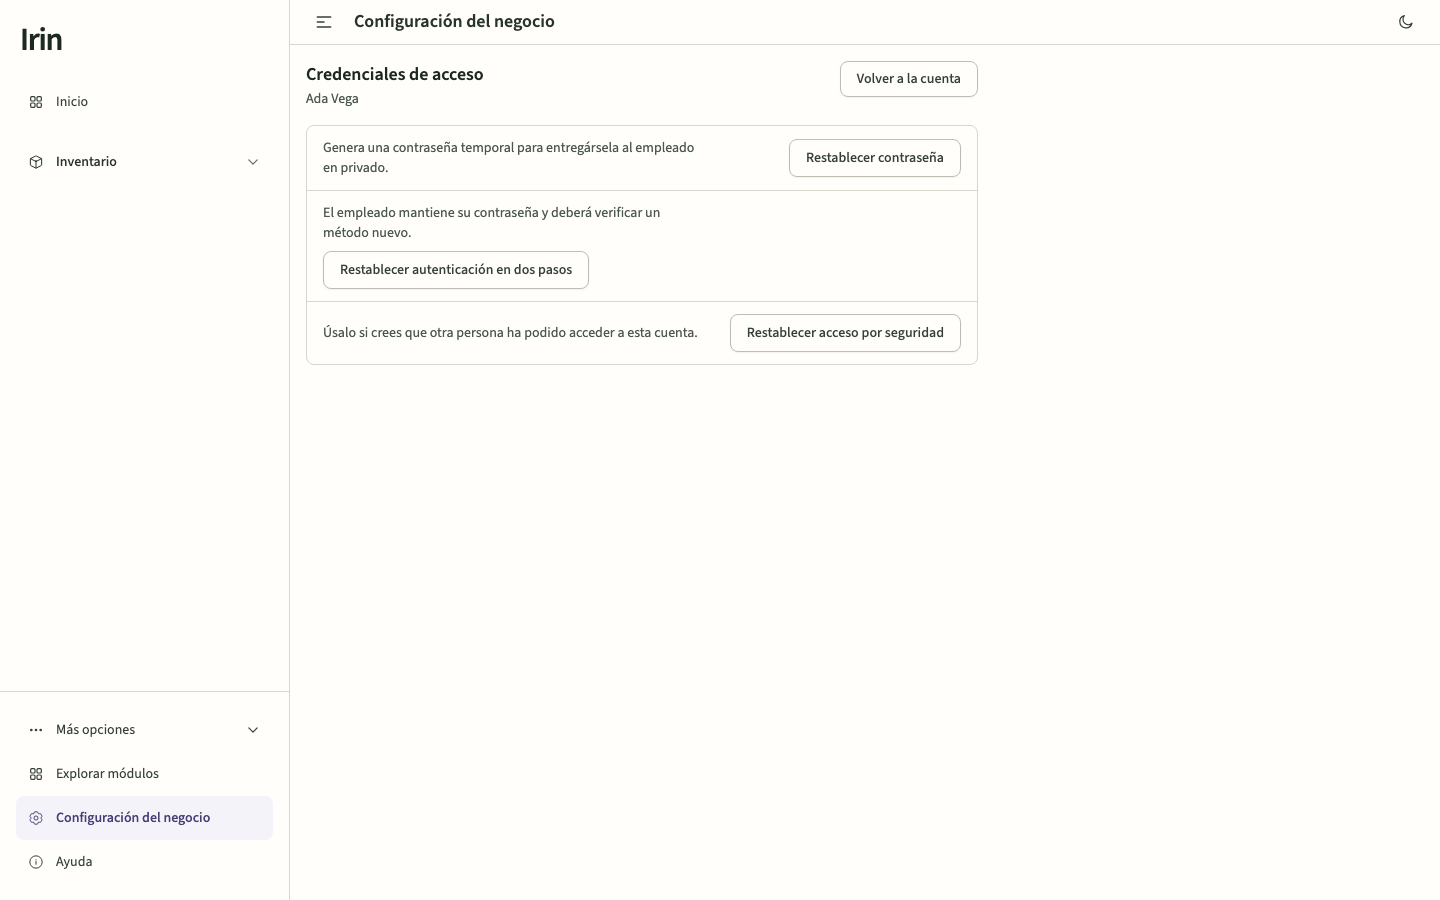 Irin
Inicio
Inventario
Más opciones
Explorar módulos
Configuración del negocio
Ayuda
Configuración del negocio
Credenciales de acceso
Ada Vega
Volver a la cuenta
Genera una contraseña temporal para entregársela al empleado
en privado.
Restablecer contraseña
El empleado mantiene su contraseña y deberá verificar un
método nuevo.
Restablecer autenticación en dos pasos
Úsalo si crees que otra persona ha podido acceder a esta cuenta.
Restablecer acceso por seguridad